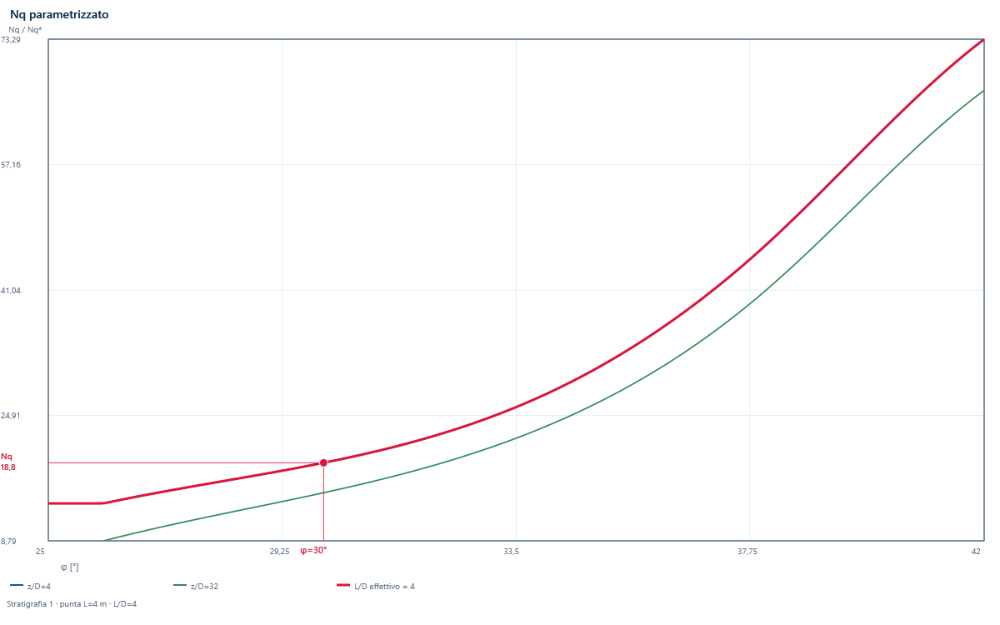 Nq parametrizzato
Nq / Nq*
73,29
57,16
41,04
24,91
Nq
18,8
8,79
25
29,25
φ=30°
33,5
37,75
42
φ [°]
z/D=4
z/D=32
L/D effettivo = 4
Stratigrafia 1 · punta L=4 m · L/D=4